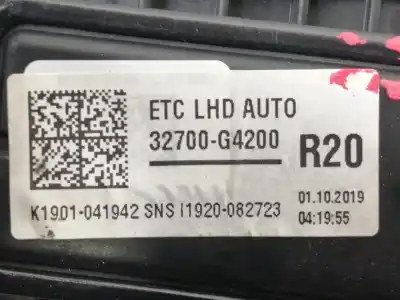 ETC LHD AUTO
32700-G4200
R20
K1901-041942 SNS I1920-082723
01.10.2019
04:19:55